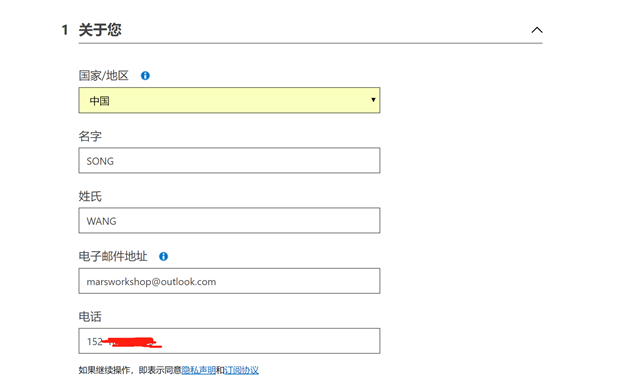 1 关于您
国家/地区
中国
名字
SONG
姓氏
WANG
电子邮件地址
marsworkshop@outlook.com
电话
152
如果继续操作，即表示同意隐私声明和订阅协议